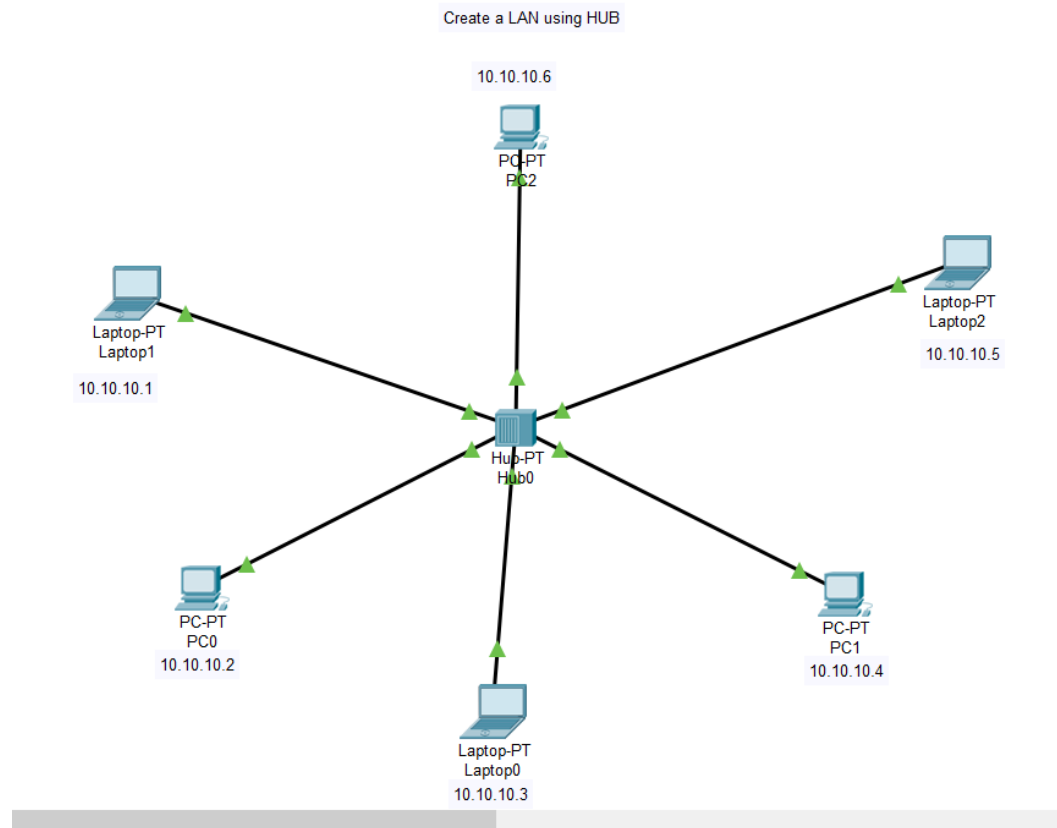 Create a LAN using HUB
10.10.10.6
PC-PT
PC2
Laptop-PT
Laptop1
10.10.10.1
Laptop-PT
Laptop2
10.10.10.5
Hub-PT
Hub0
PC-PT
PC0
10.10.10.2
PC-PT
PC1
10.10.10.4
Laptop-PT
Laptop0
10.10.10.3